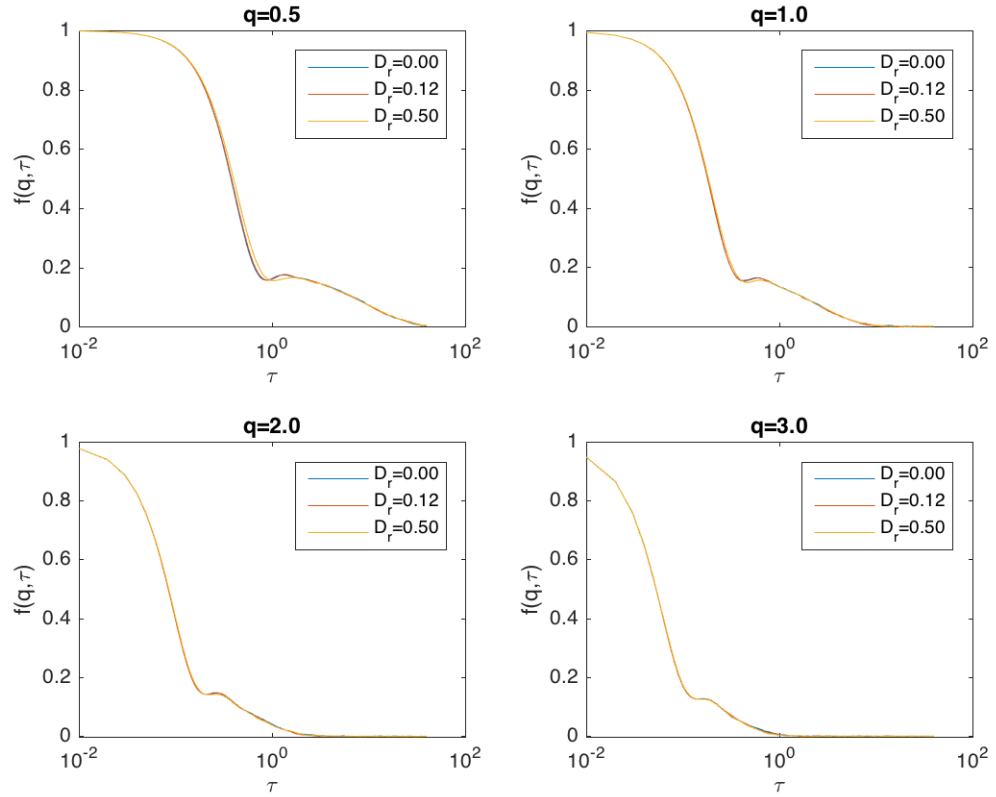 q=0.5
f(q,τ)
1
0.8
0.6
0.4
0.2
0
D_r=0.00
D_r=0.12
D_r=0.50
10^-2
10^0
10^2
τ
q=1.0
f(q,τ)
1
0.8
0.6
0.4
0.2
0
D_r=0.00
D_r=0.12
D_r=0.50
10^-2
10^0
10^2
τ
q=2.0
f(q,τ)
1
0.8
0.6
0.4
0.2
0
D_r=0.00
D_r=0.12
D_r=0.50
10^-2
10^0
10^2
τ
q=3.0
f(q,τ)
1
0.8
0.6
0.4
0.2
0
D_r=0.00
D_r=0.12
D_r=0.50
10^-2
10^0
10^2
τ